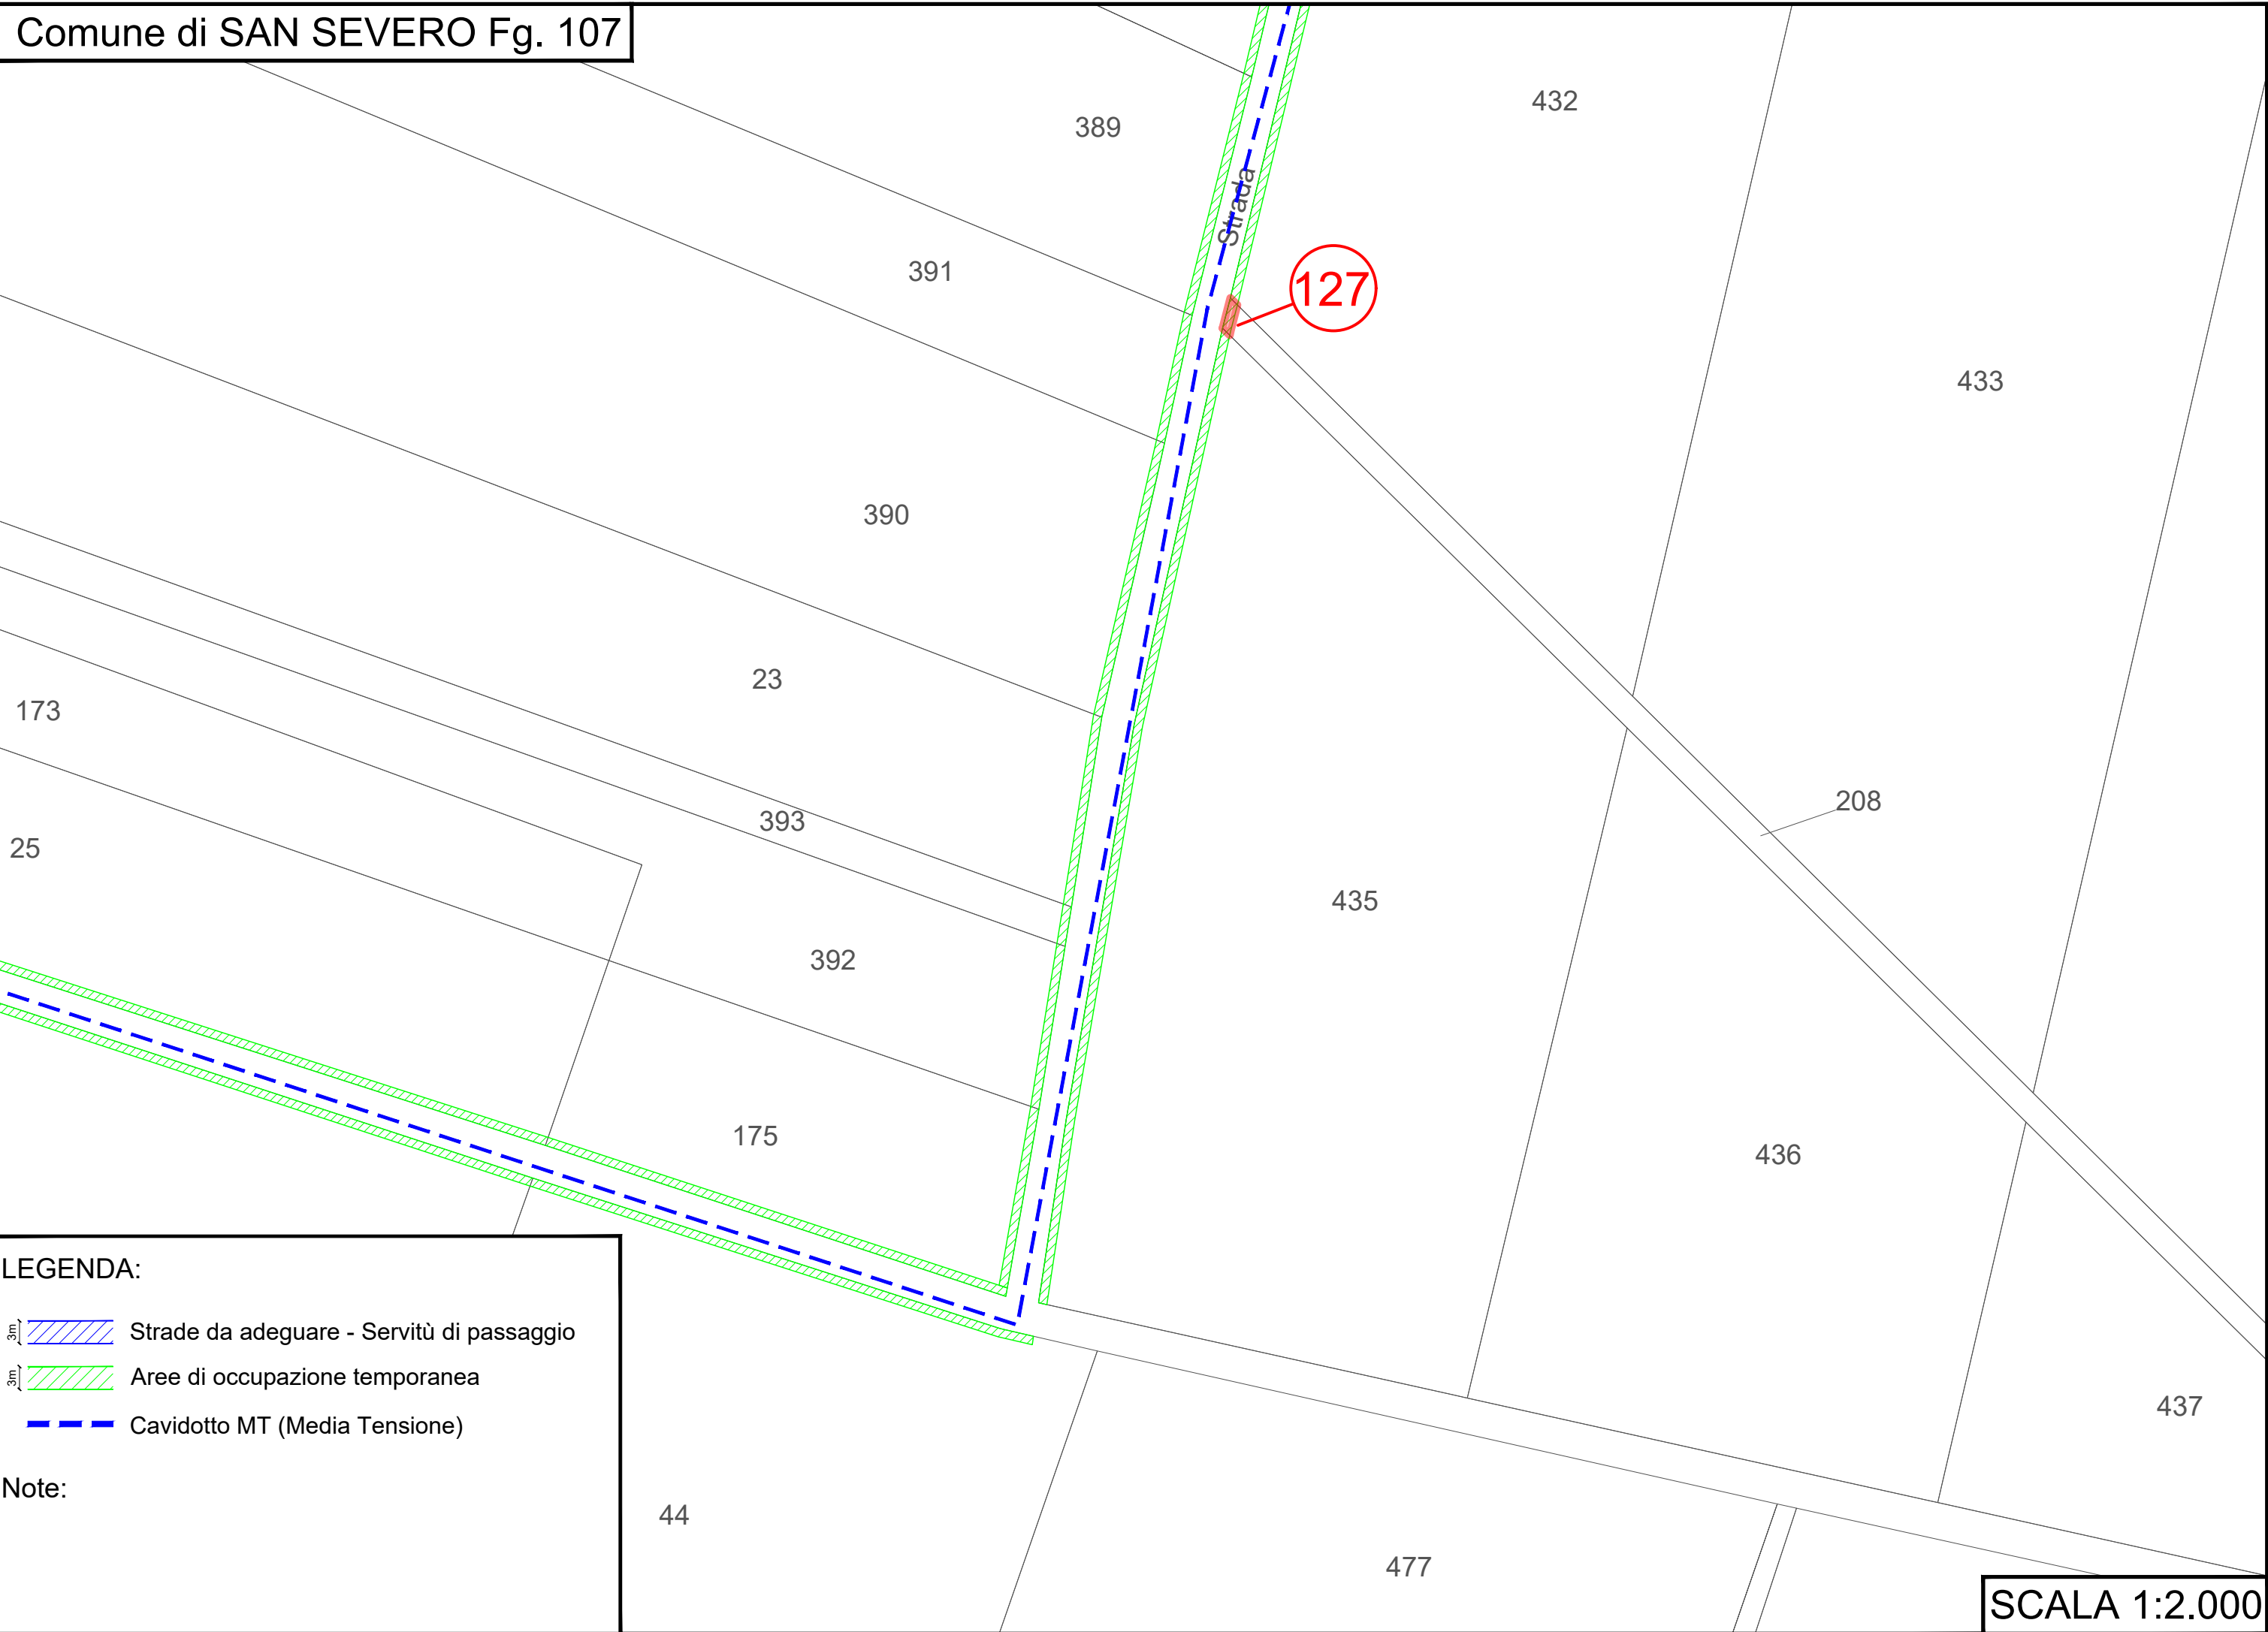 Comune di SAN SEVERO Fg. 107
432
389
Strada
391
127
433
390
23
173
208
393
25
435
392
175
436
LEGENDA:
3m
Strade da adeguare - Servitù di passaggio
3m
Aree di occupazione temporanea
Cavidotto MT (Media Tensione)
Note:
437
44
477
SCALA 1:2.000